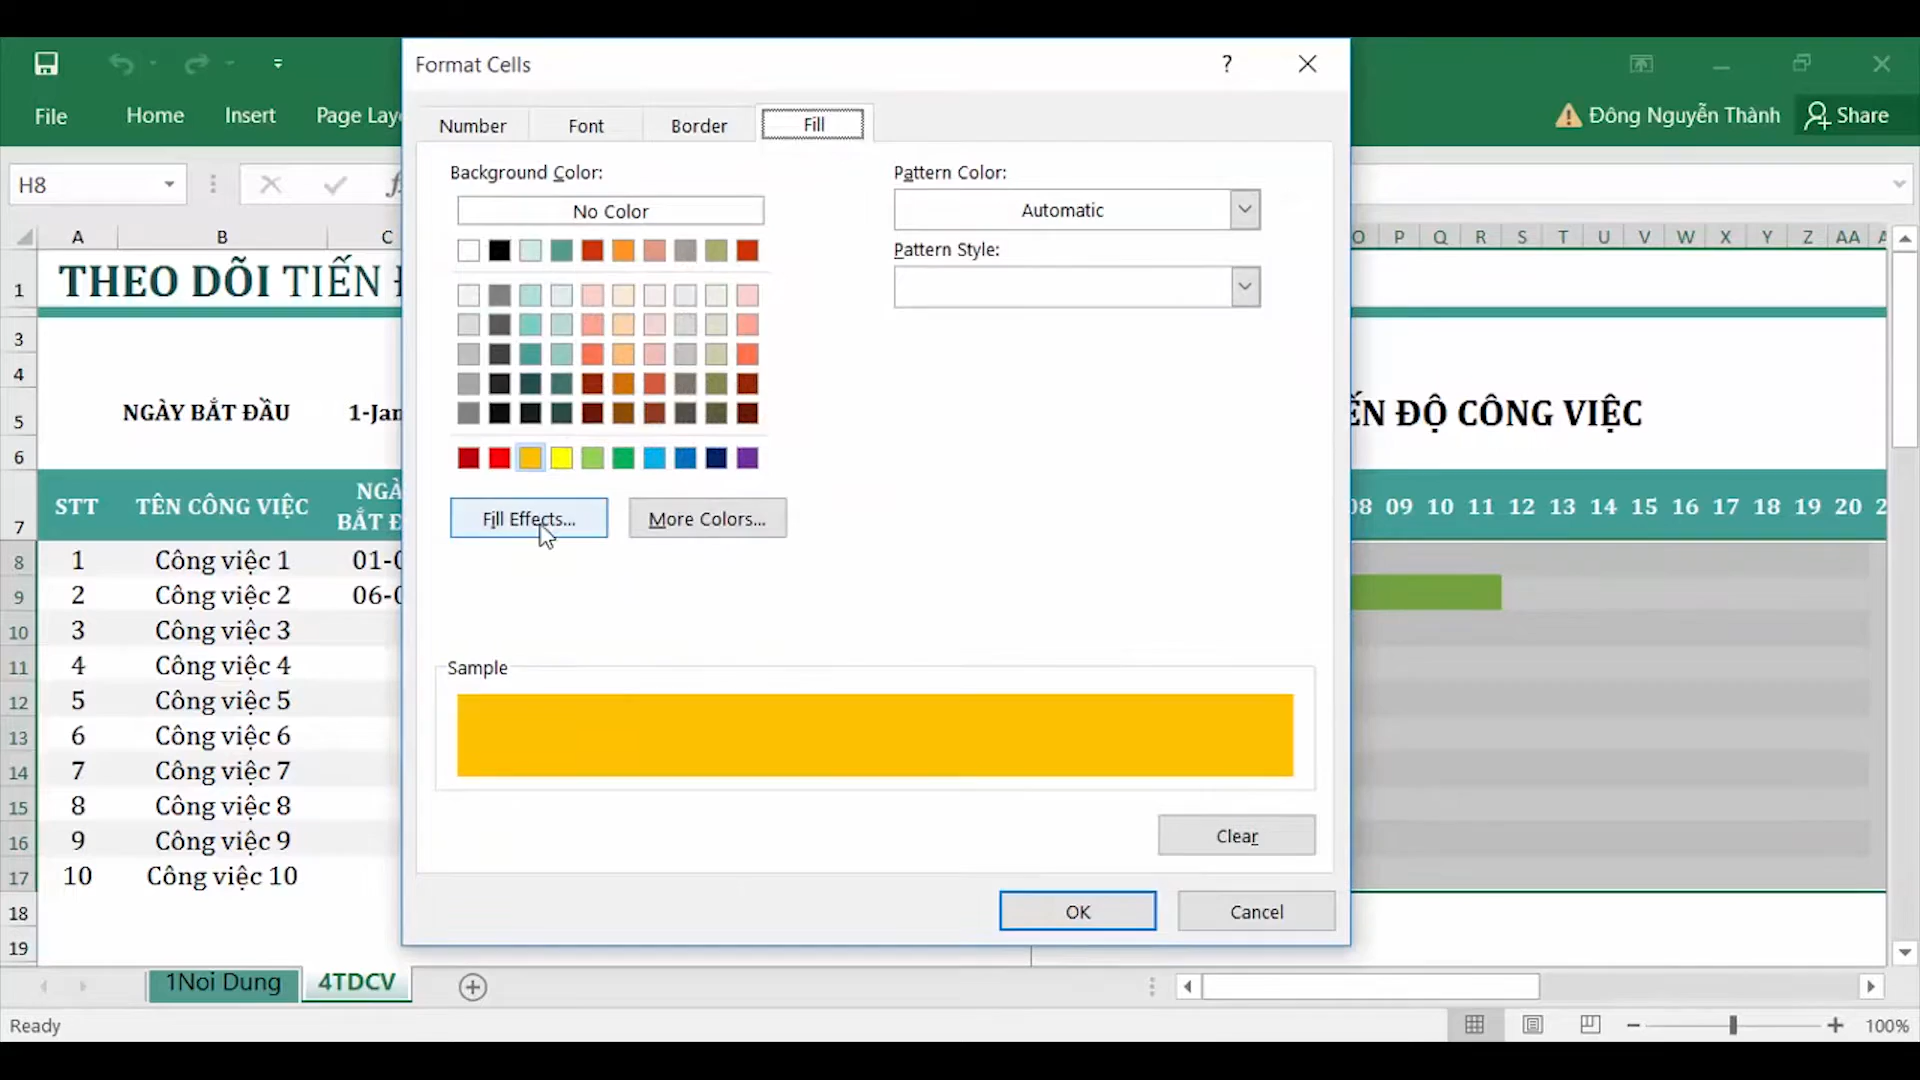 Format Cells
?
File
Home
Insert
Page Lay
Đông Nguyễn Thành
Share
Number
Font
Border
Fill
H8
Background Color:
No Color
Pattern Color:
Automatic
Pattern Style:
A B C O P Q R S T U V W X Y Z AA
1 THEO DÕI TIẾN
3
4
5 NGÀY BẮT ĐẦU 1-Jan
ẾN ĐỘ CÔNG VIỆC
6
7 STT TÊN CÔNG VIỆC NGÀ
BẮT Đ
08 09 10 11 12 13 14 15 16 17 18 19 20 2
Fill Effects...
More Colors...
8 1 Công việc 1 01-0
9 2 Công việc 2 06-0
10 3 Công việc 3
11 4 Công việc 4
12 5 Công việc 5
13 6 Công việc 6
14 7 Công việc 7
15 8 Công việc 8
16 9 Công việc 9
17 10 Công việc 10
18
19
Sample
Clear
OK
Cancel
1Noi Dung
4TDCV
Ready
100%